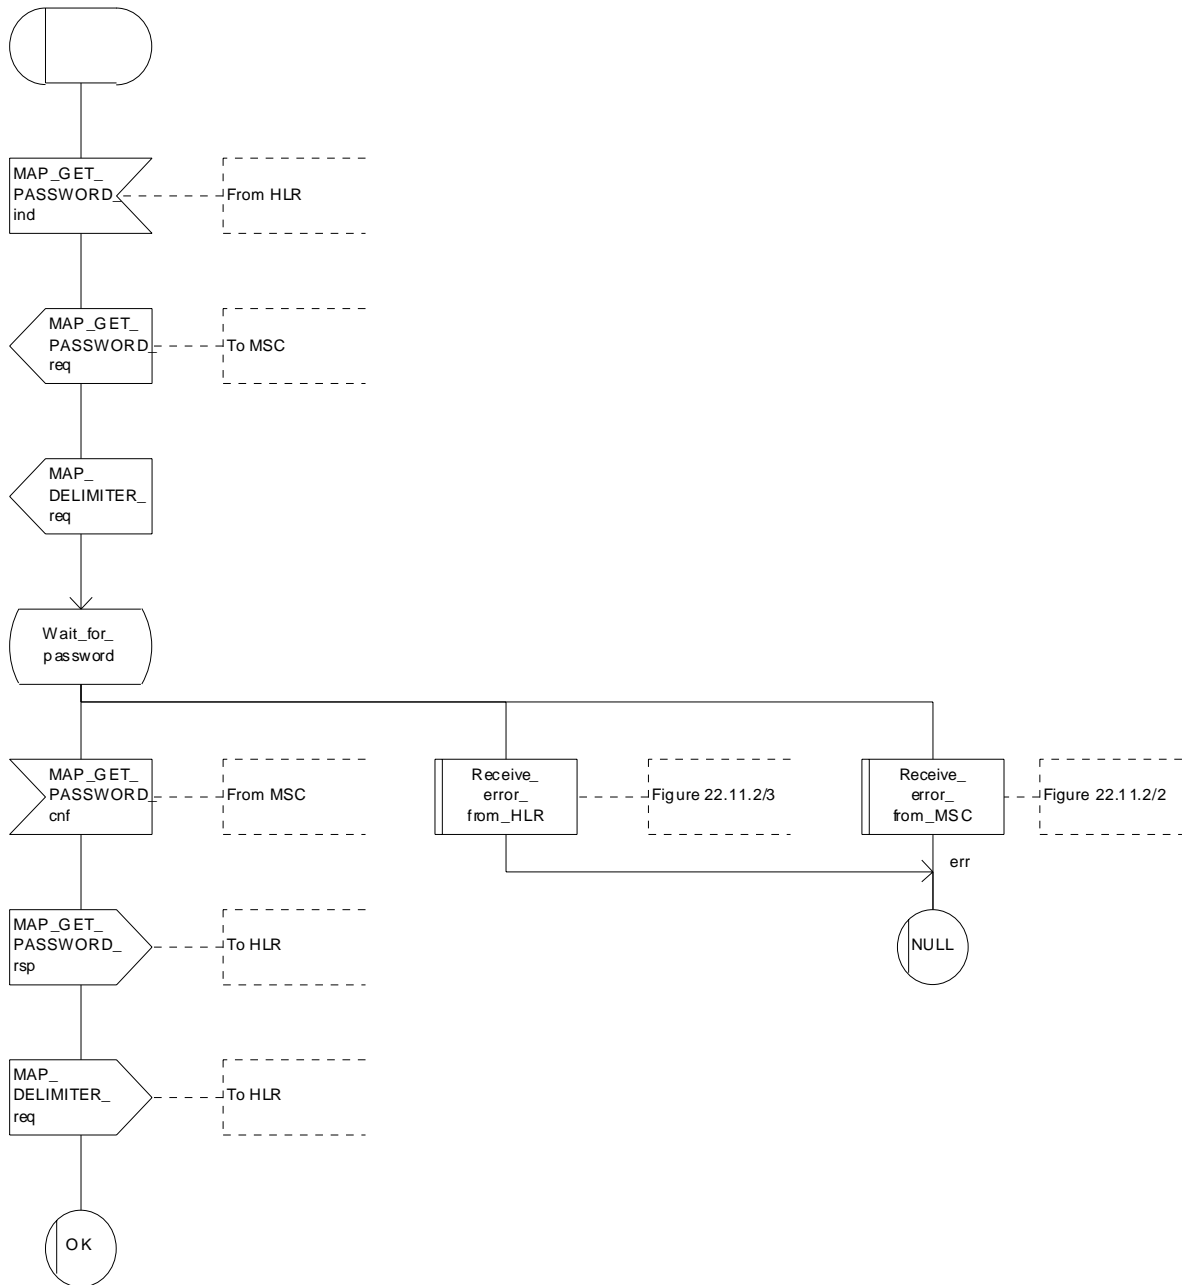 MAP_GET_
PASSWORD_
ind
From HLR
MAP_GET_
PASSWORD_
req
To MSC
MAP_
DELIMITER_
req
Wait_for_
password
MAP_GET_
PASSWORD_
cnf
From MSC
Receive_
error_
from_HLR
Figure 22.11.2/3
Receive_
error_
from_MSC
Figure 22.11.2/2
err
MAP_GET_
PASSWORD_
rsp
To HLR
NULL
MAP_
DELIMITER_
req
To HLR
OK